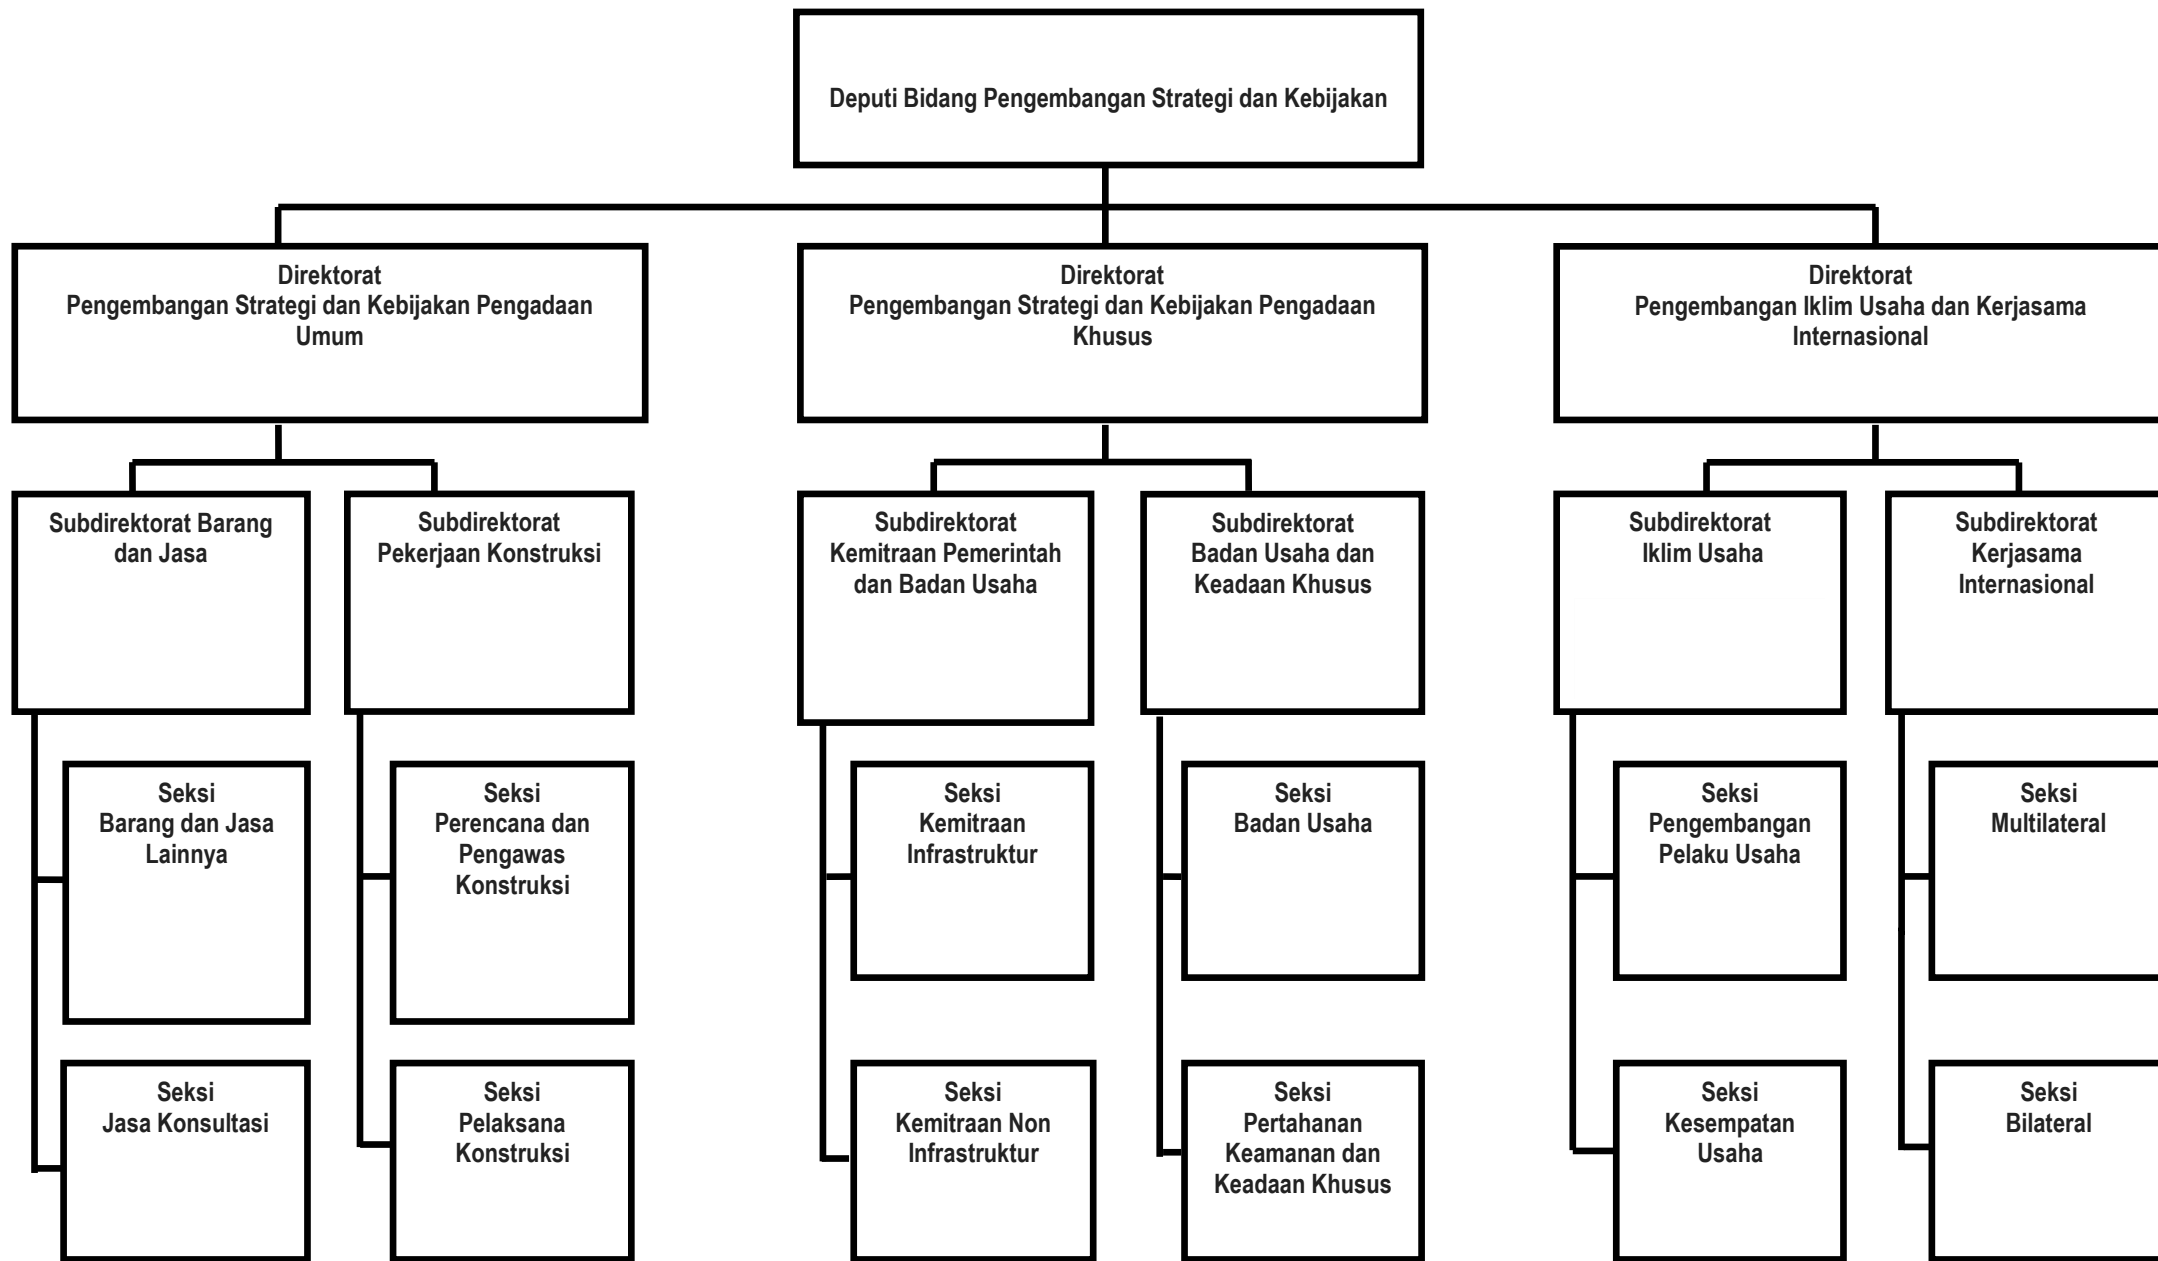 Deputi Bidang Pengembangan Strategi dan Kebijakan
Direktorat
Pengembangan Strategi dan Kebijakan Pengadaan
Umum
Direktorat
Pengembangan Strategi dan Kebijakan Pengadaan
Khusus
Direktorat
Pengembangan Iklim Usaha dan Kerjasama
Internasional
Subdirektorat Barang
dan Jasa
Subdirektorat
Pekerjaan Konstruksi
Subdirektorat
Kemitraan Pemerintah
dan Badan Usaha
Subdirektorat
Badan Usaha dan
Keadaan Khusus
Subdirektorat
Iklim Usaha
Subdirektorat
Kerjasama
Internasional
Seksi
Barang dan Jasa
Lainnya
Seksi
Perencana dan
Pengawas
Konstruksi
Seksi
Kemitraan
Infrastruktur
Seksi
Badan Usaha
Seksi
Pengembangan
Pelaku Usaha
Seksi
Multilateral
Seksi
Jasa Konsultasi
Seksi
Pelaksana
Konstruksi
Seksi
Kemitraan Non
Infrastruktur
Seksi
Pertahanan
Keamanan dan
Keadaan Khusus
Seksi
Kesempatan
Usaha
Seksi
Bilateral